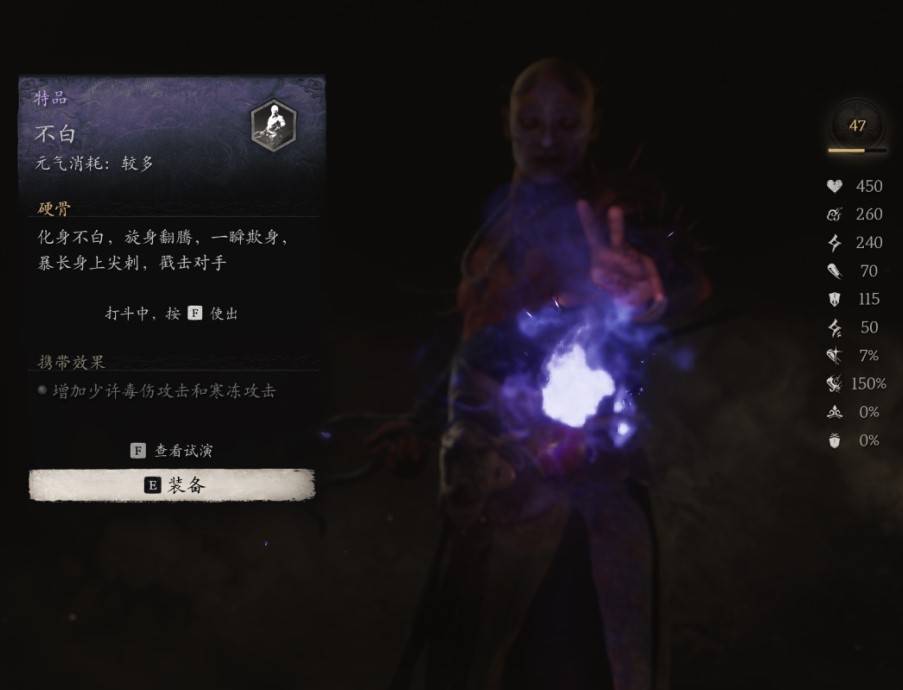 特品
不白
元气消耗：较多
硬骨
化身不白，旋身翻腾，一瞬欺身，
暴长身上尖刺，戳击对手
打斗中，按 F 使出
携带效果
增加少许毒伤攻击和寒冻攻击
F 查看试演
E 装备
47
450
260
240
70
115
50
7%
150%
0%
0%